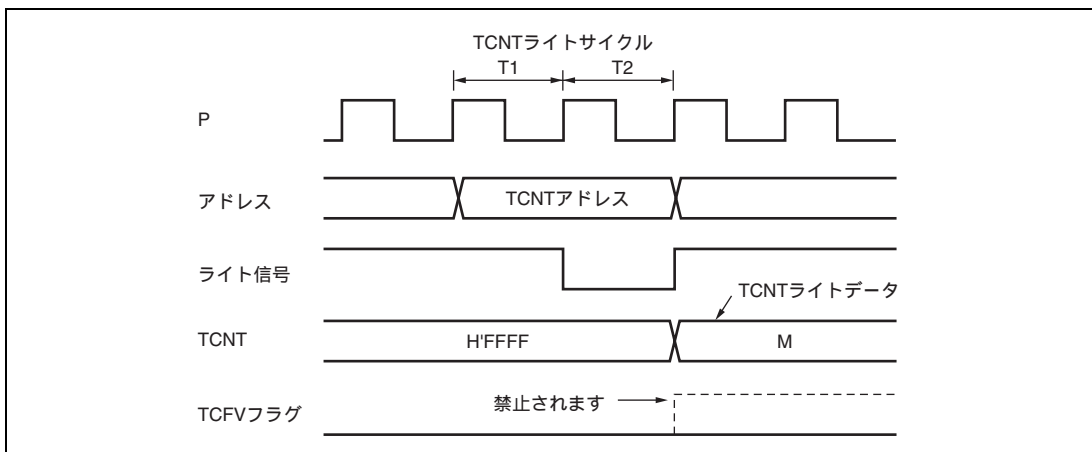 TCNTライトサイクル
T1 T2
P
アドレス TCNTアドレス
ライト信号
TCNTライトデータ
TCNT H'FFFF M
禁止されます
TCFVフラグ